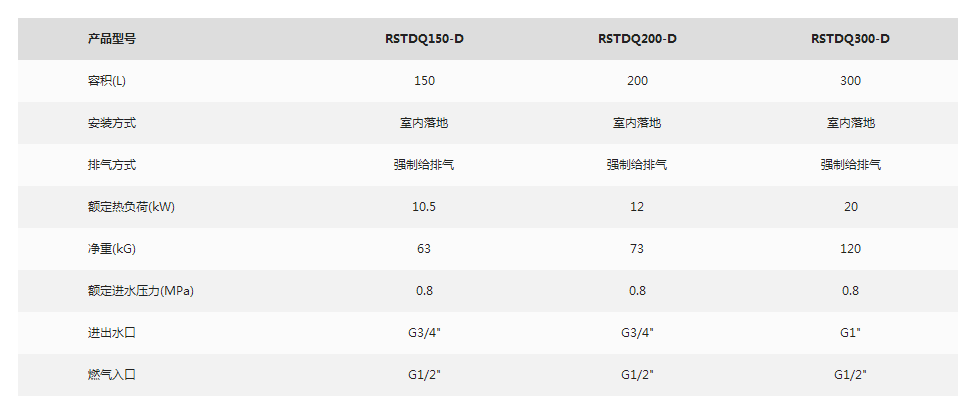 产品型号 RSTDQ150-D RSTDQ200-D RSTDQ300-D
容积(L) 150 200 300
安装方式 室内落地 室内落地 室内落地
排气方式 强制给排气 强制给排气 强制给排气
额定热负荷(kW) 10.5 12 20
净重(kG) 63 73 120
额定进水压力(MPa) 0.8 0.8 0.8
进出水口 G3/4" G3/4" G1"
燃气入口 G1/2" G1/2" G1/2"